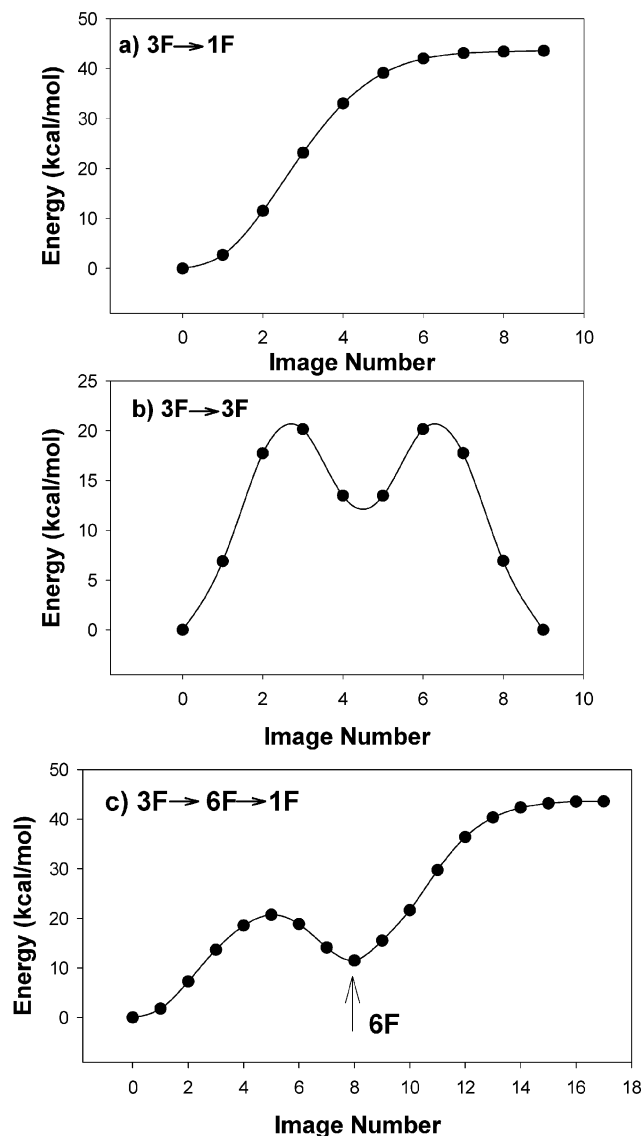 a) 3F→1F
Energy (kcal/mol)
50
40
30
20
10
0
0 2 4 6 8 10
Image Number
b) 3F→3F
Energy (kcal/mol)
25
20
15
10
5
0
0 2 4 6 8 10
Image Number
c) 3F→6F→1F
Energy (kcal/mol)
50
40
30
20
10
0
6F
0 2 4 6 8 10 12 14 16 18
Image Number